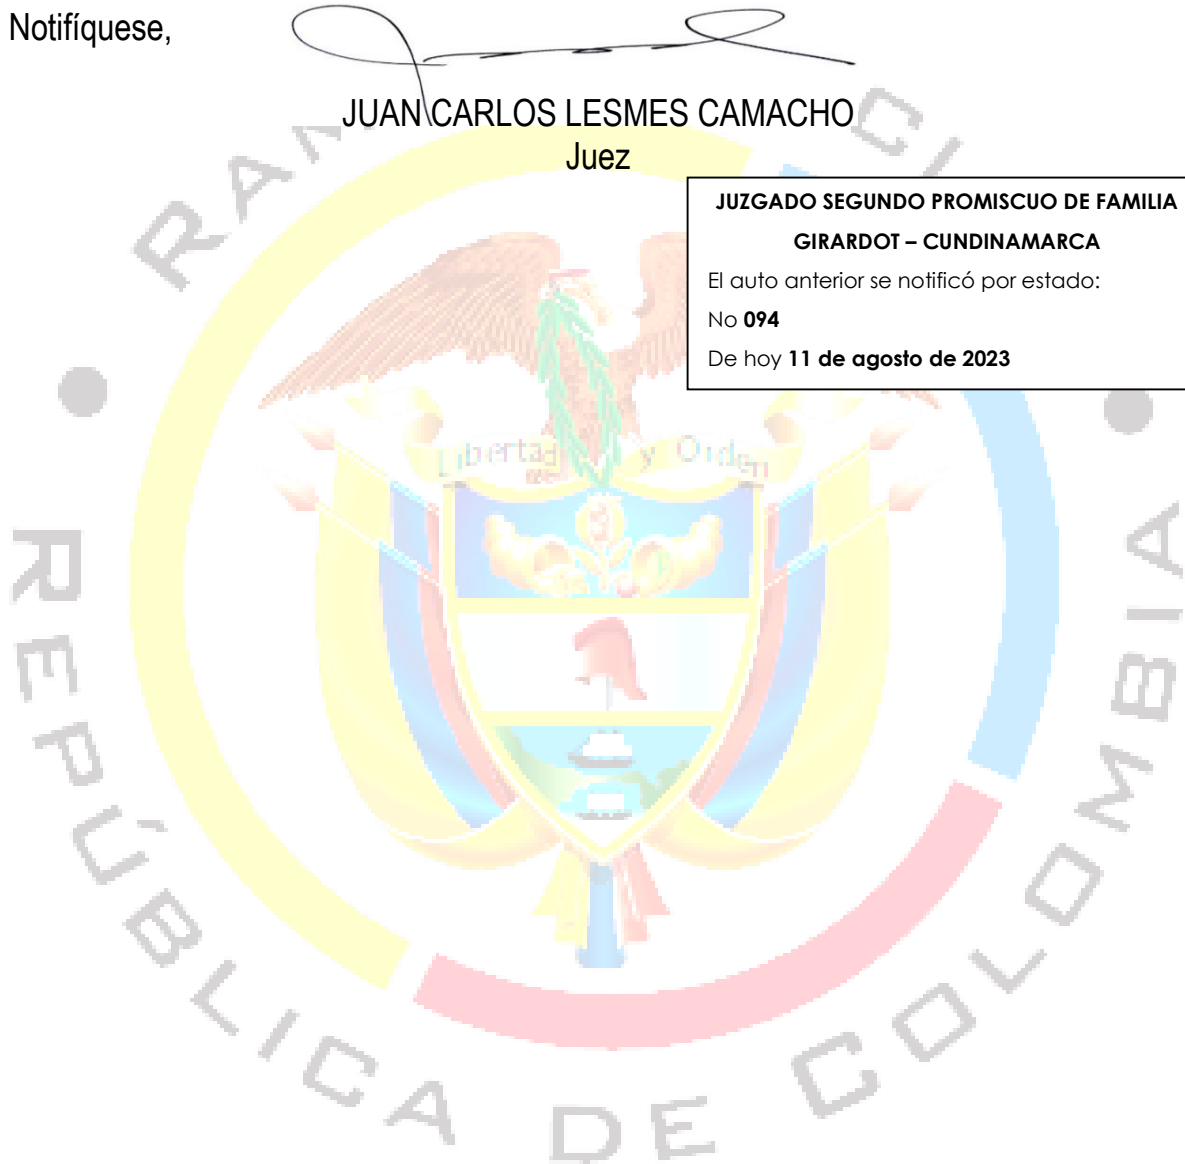 Notifíquese,
JUAN CARLOS LESMES CAMACHO
Juez
JUZGADO SEGUNDO PROMISCUO DE FAMILIA
GIRARDOT – CUNDINAMARCA
El auto anterior se notificó por estado:
No 094
De hoy 11 de agosto de 2023
Libertad y Orden
REPÚBLICA DE COLOMBIA